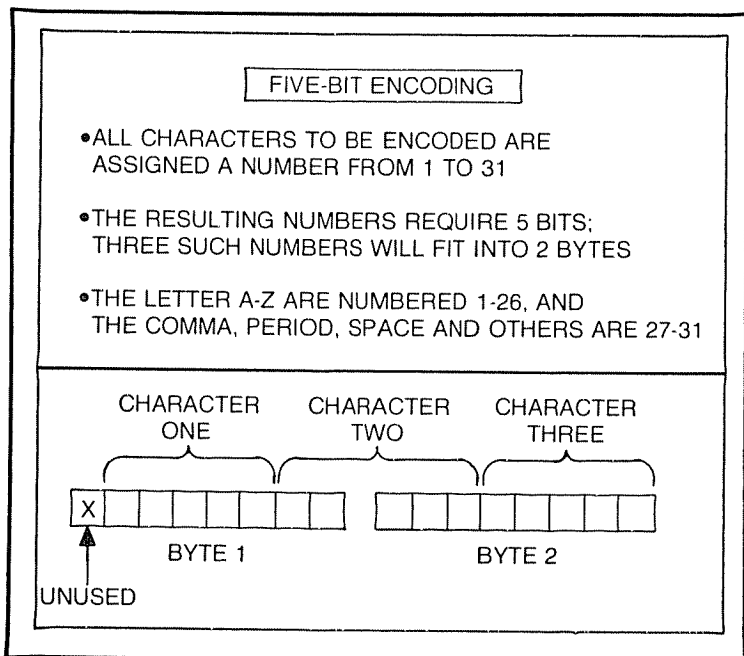 FIVE-BIT ENCODING
•ALL CHARACTERS TO BE ENCODED ARE
ASSIGNED A NUMBER FROM 1 TO 31
•THE RESULTING NUMBERS REQUIRE 5 BITS;
THREE SUCH NUMBERS WILL FIT INTO 2 BYTES
•THE LETTER A-Z ARE NUMBERED 1-26, AND
THE COMMA, PERIOD, SPACE AND OTHERS ARE 27-31
CHARACTER ONE
CHARACTER TWO
CHARACTER THREE
X
BYTE 1
BYTE 2
UNUSED